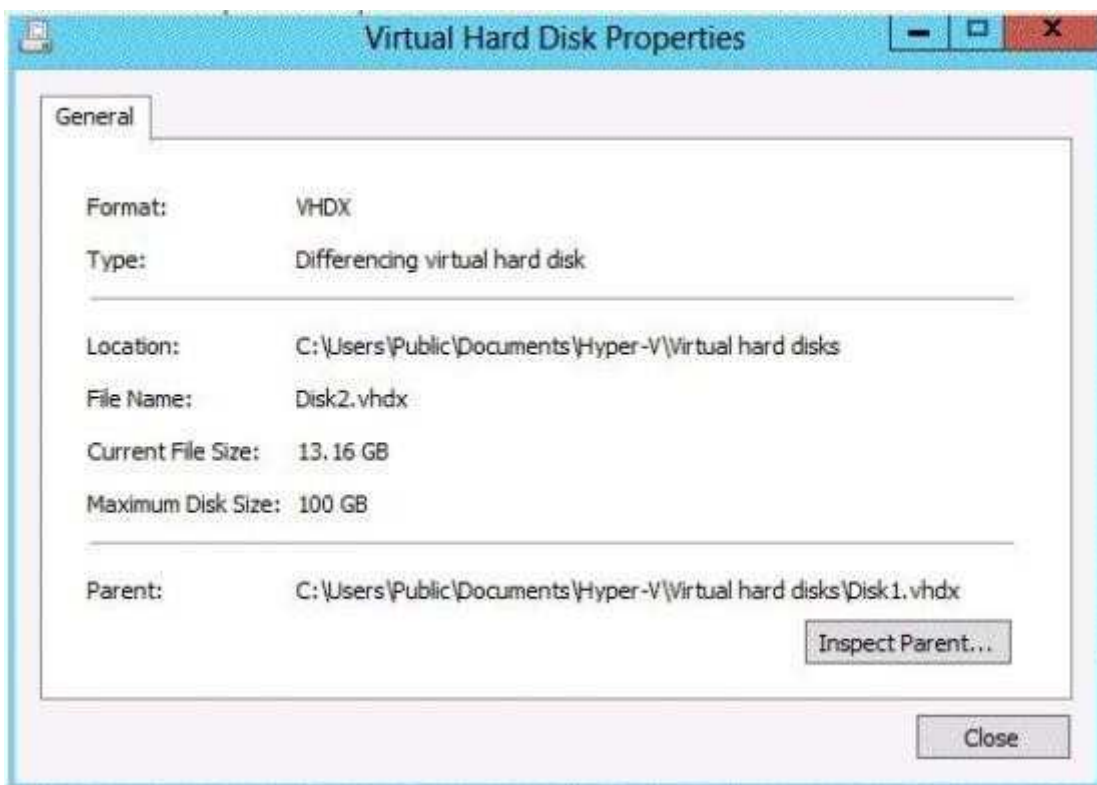 Virtual Hard Disk Properties
General
Format: VHDX
Type: Differencing virtual hard disk
Location: C:\Users\Public\Documents\Hyper-V\Virtual hard disks
File Name: Disk2.vhdx
Current File Size: 13.16 GB
Maximum Disk Size: 100 GB
Parent: C:\Users\Public\Documents\Hyper-V\Virtual hard disks\Disk1.vhdx
Inspect Parent...
Close